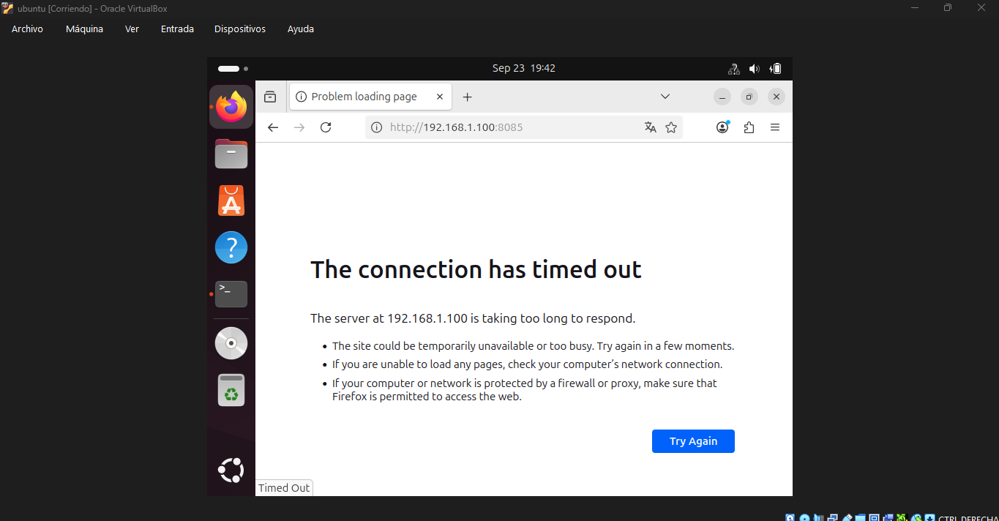 ubuntu [Corriendo] - Oracle VirtualBox
Archivo Máquina Ver Entrada Dispositivos Ayuda
Sep 23 19:42
Problem loading page
http://192.168.1.100:8085
The connection has timed out
The server at 192.168.1.100 is taking too long to respond.
The site could be temporarily unavailable or too busy. Try again in a few moments.
If you are unable to load any pages, check your computer’s network connection.
If your computer or network is protected by a firewall or proxy, make sure that
Firefox is permitted to access the web.
Try Again
Timed Out
CTRL DERECHA